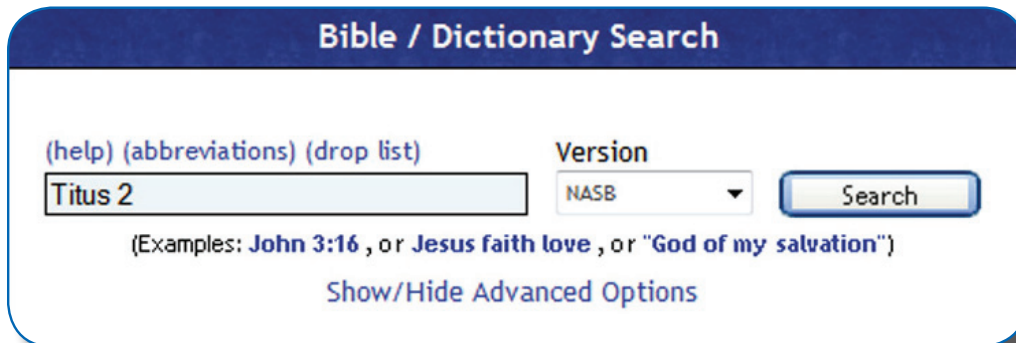 Bible / Dictionary Search
(help) (abbreviations) (drop list)
Version
Titus 2
NASB
Search
(Examples: John 3:16 , or Jesus faith love , or "God of my salvation")
Show/Hide Advanced Options